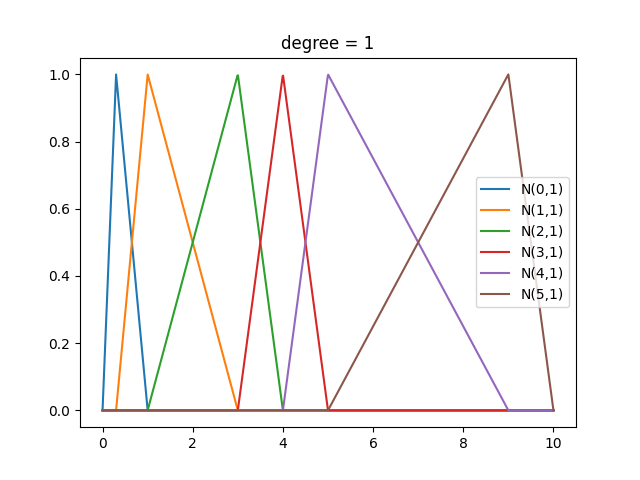 degree = 1
1.0
0.8
0.6
0.4
0.2
0.0
N(0,1)
N(1,1)
N(2,1)
N(3,1)
N(4,1)
N(5,1)
0 2 4 6 8 10